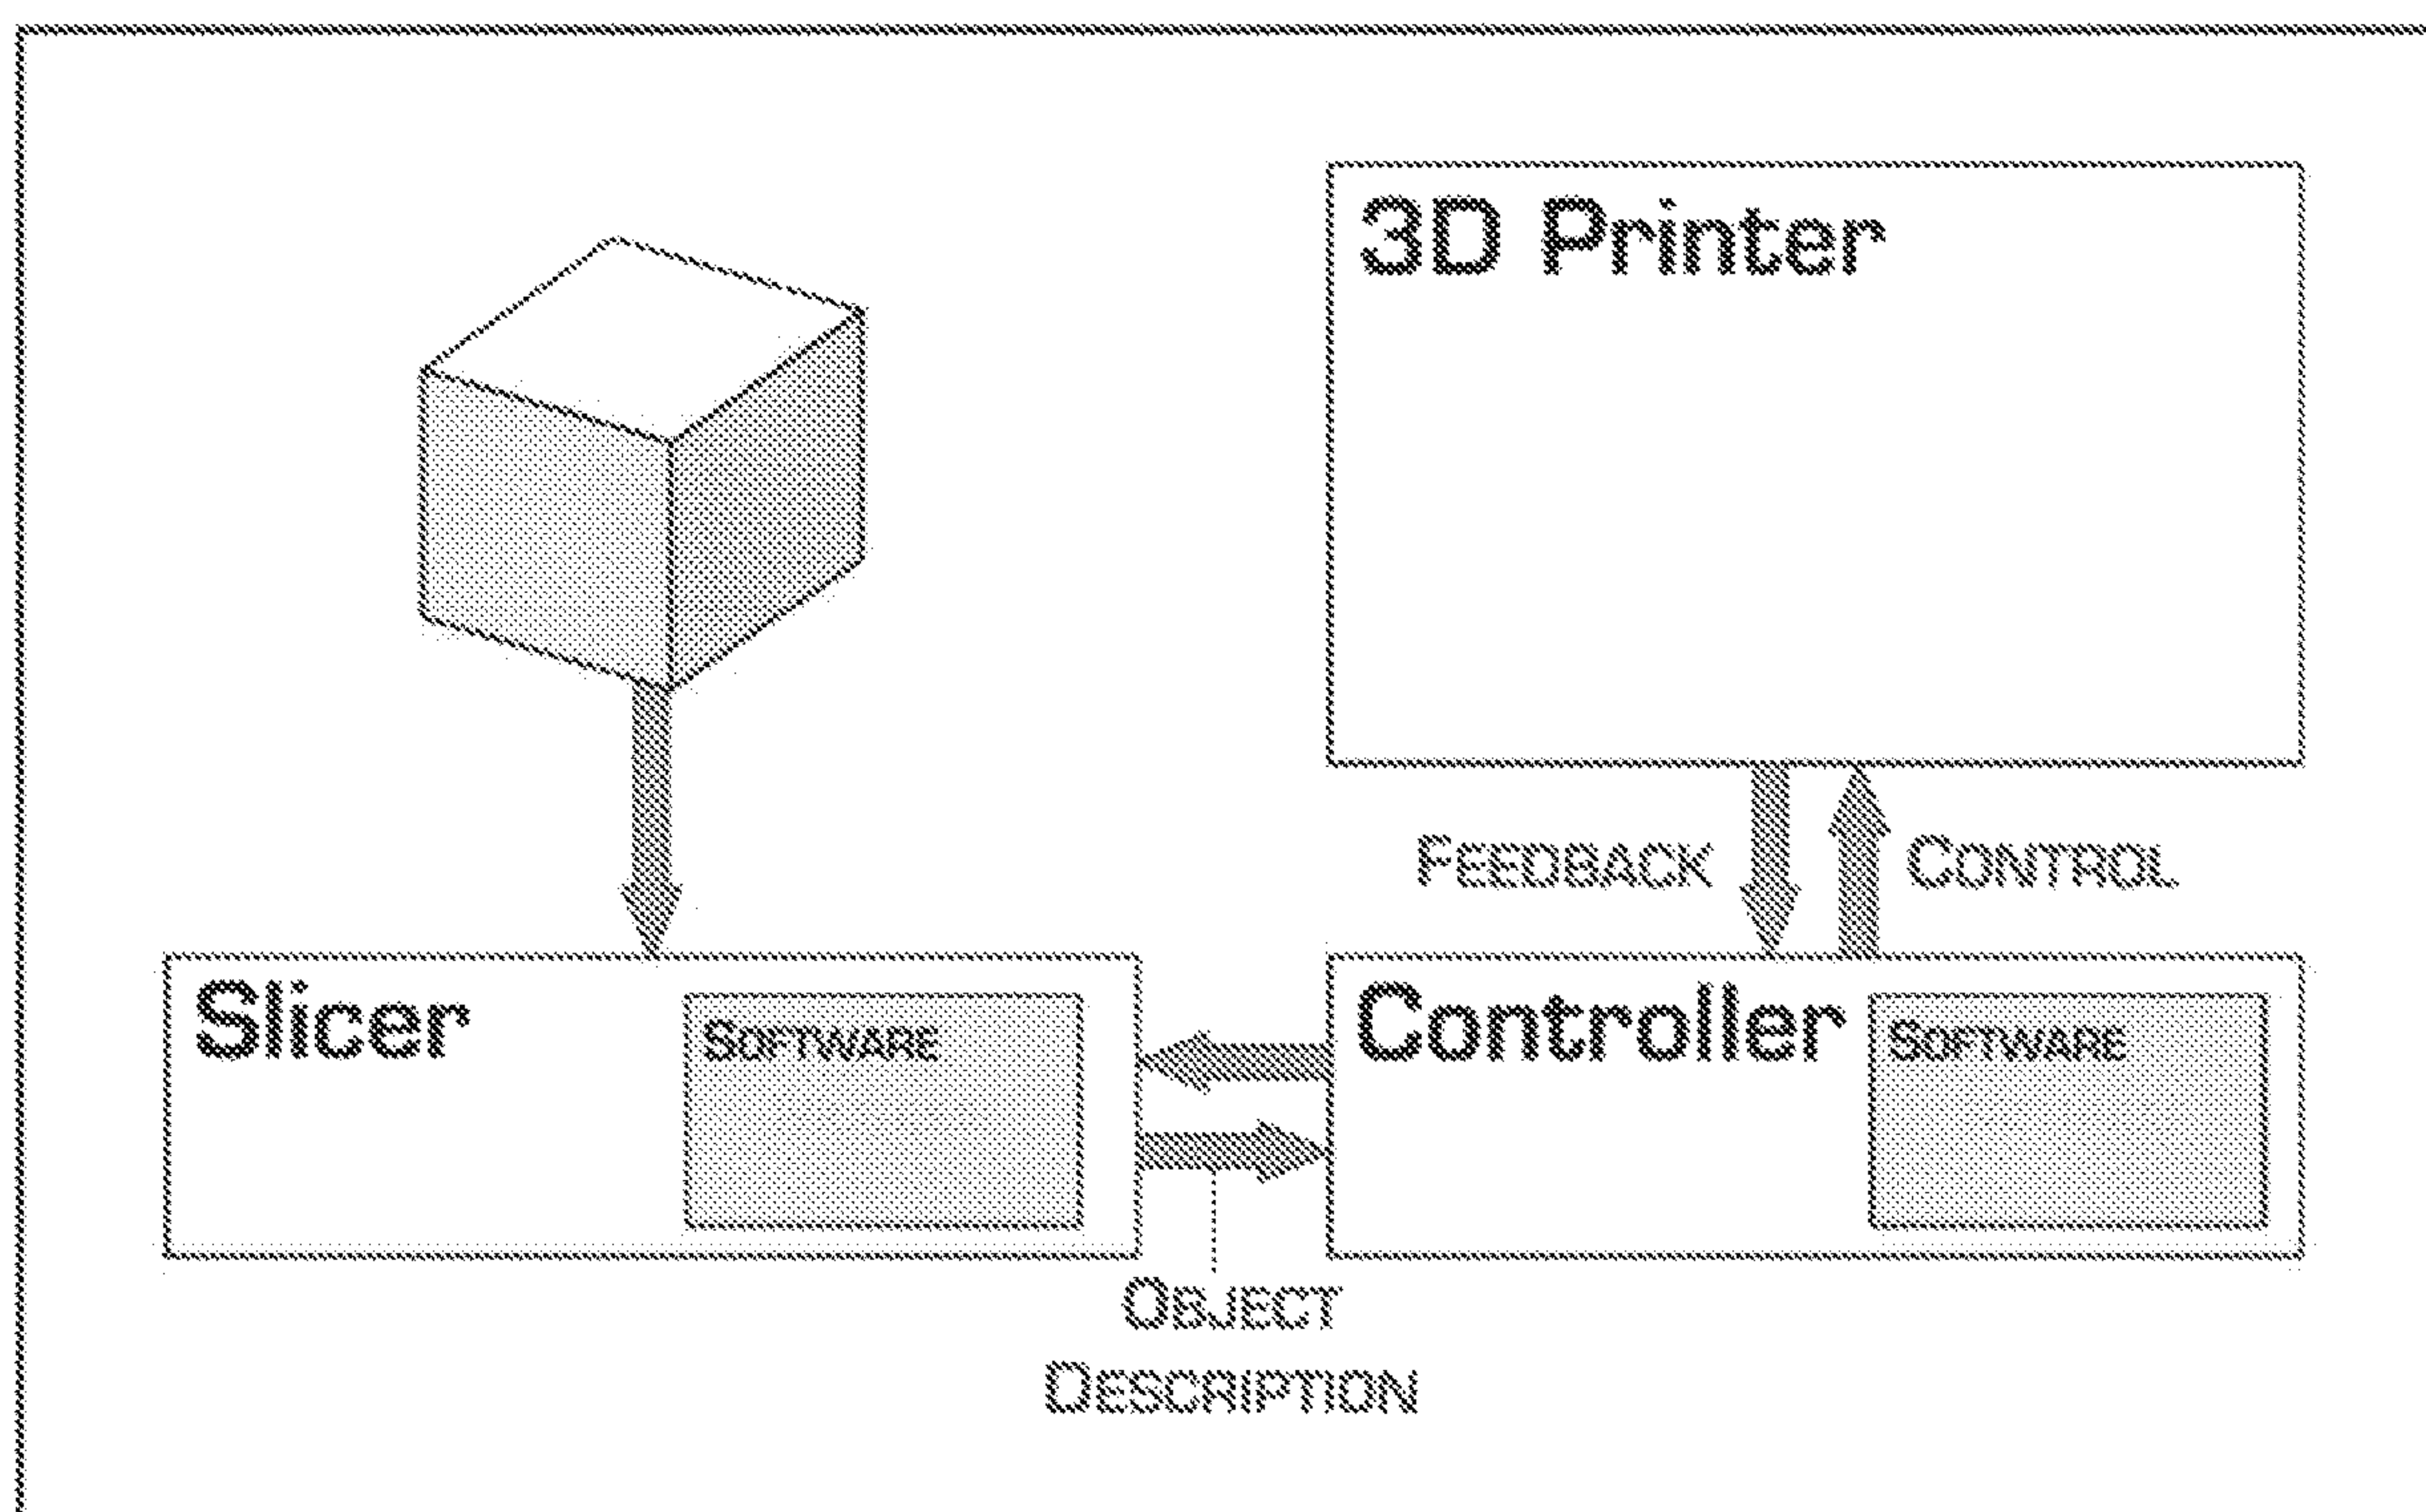 3D Printer
FEEDBACK
CONTROL
Slicer
SOFTWARE
Controller
SOFTWARE
OBJECT
DESCRIPTION